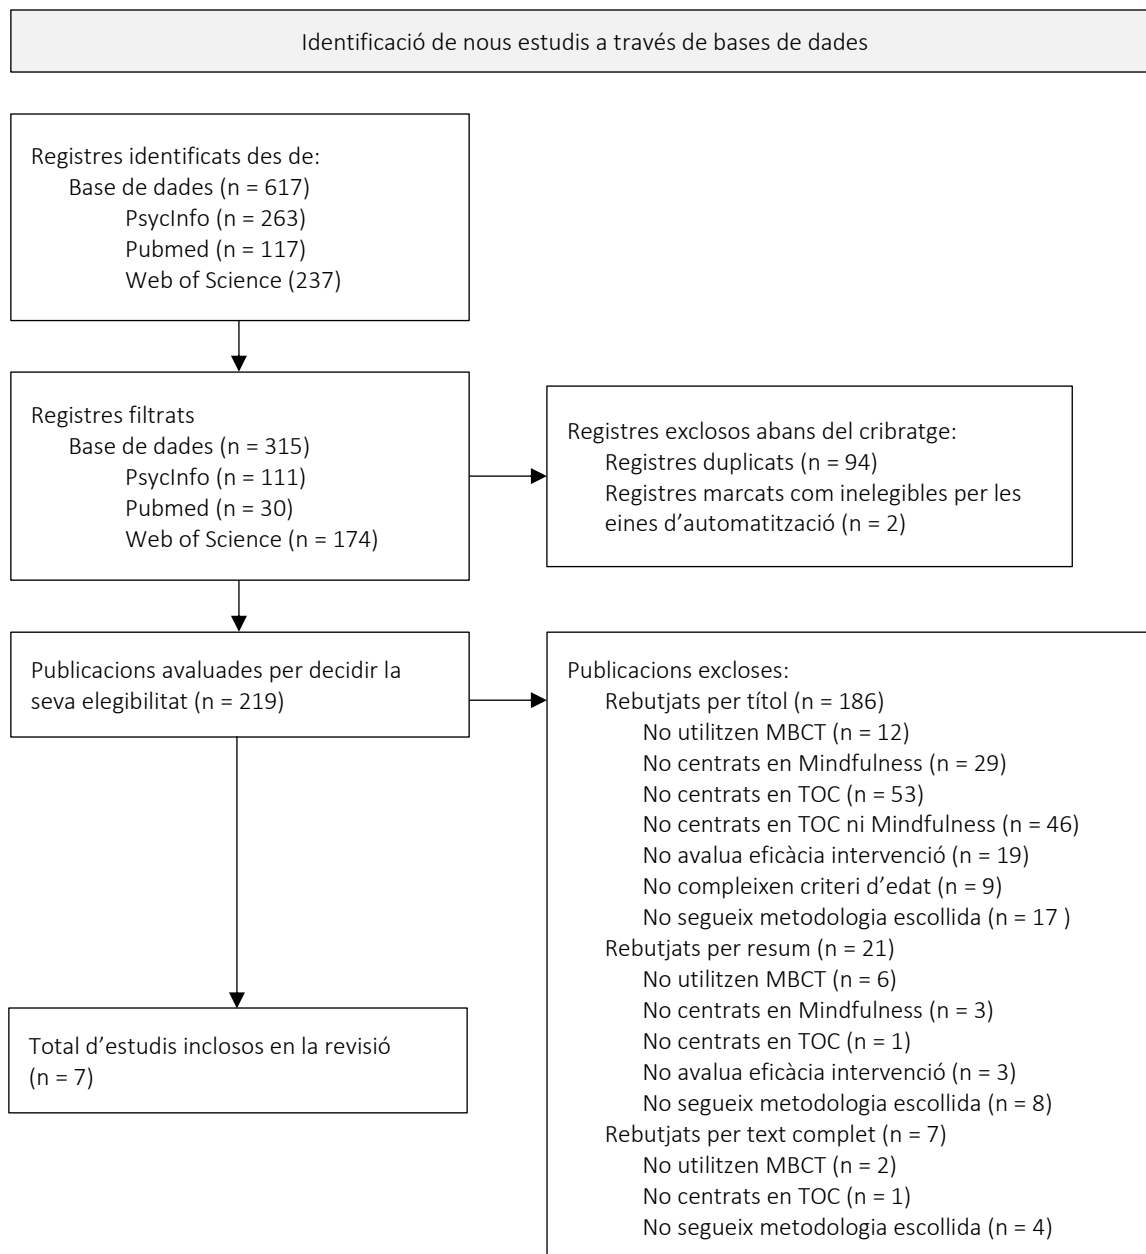 Identificació de nous estudis a través de bases de dades
Registres identificats des de:
Base de dades (n = 617)
PsycInfo (n = 263)
Pubmed (n = 117)
Web of Science (237)
Registres filtrats
Base de dades (n = 315)
PsycInfo (n = 111)
Pubmed (n = 30)
Web of Science (n = 174)
Registres exclosos abans del cribratge:
Registres duplicats (n = 94)
Registres marcats com inelegibles per les
eines d’automatització (n = 2)
Publicacions avaluades per decidir la
seva elegibilitat (n = 219)
Publicacions excloses:
Rebutjats per títol (n = 186)
No utilitzen MBCT (n = 12)
No centrats en Mindfulness (n = 29)
No centrats en TOC (n = 53)
No centrats en TOC ni Mindfulness (n = 46)
No avalua eficàcia intervenció (n = 19)
No compleixen criteri d’edat (n = 9)
No segueix metodologia escollida (n = 17 )
Rebutjats per resum (n = 21)
No utilitzen MBCT (n = 6)
No centrats en Mindfulness (n = 3)
No centrats en TOC (n = 1)
No avalua eficàcia intervenció (n = 3)
No segueix metodologia escollida (n = 8)
Rebutjats per text complet (n = 7)
No utilitzen MBCT (n = 2)
No centrats en TOC (n = 1)
No segueix metodologia escollida (n = 4)
Total d’estudis inclosos en la revisió
(n = 7)